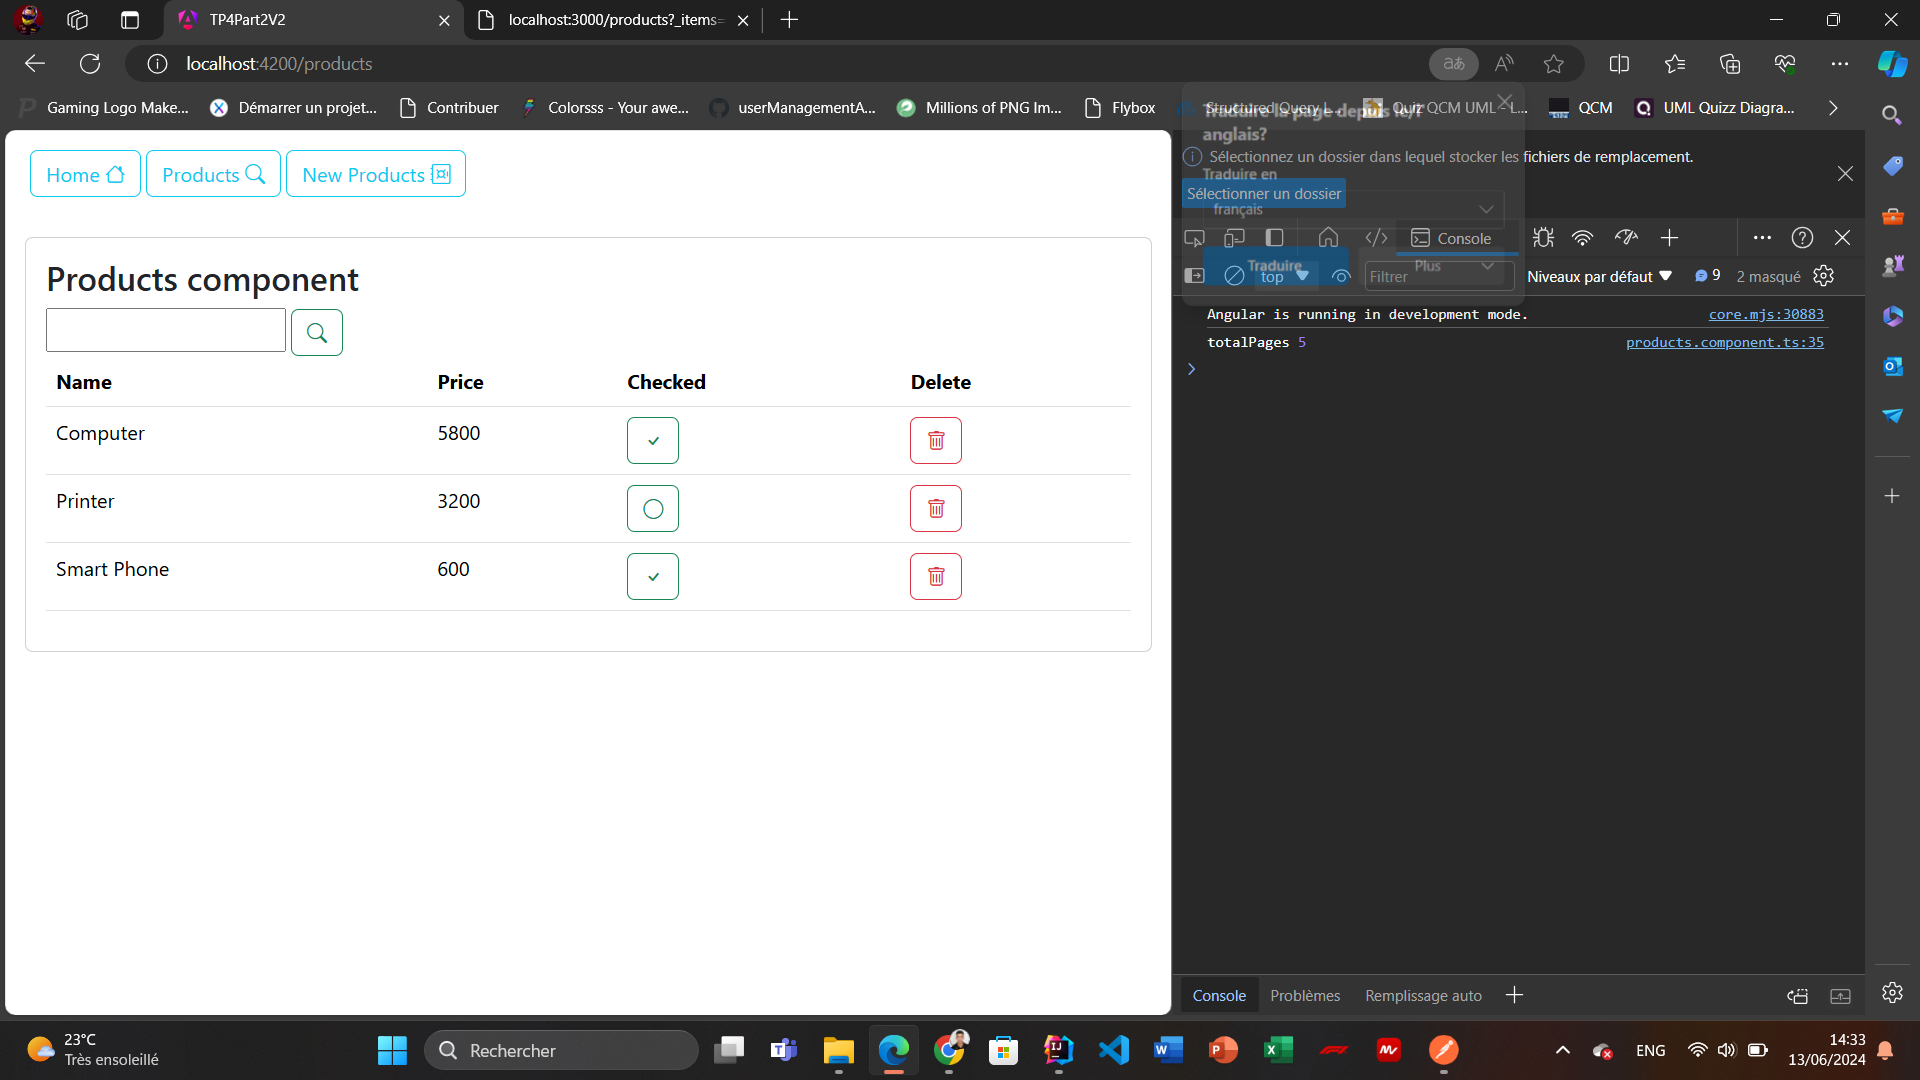 TP4Part2V2
localhost:3000/products?_items=
localhost:4200/products
Gaming Logo Make...
Démarrer un projet...
Contribuer
Colorsss - Your awe...
userManagementA...
Millions of PNG Im...
Flybox
Structured Query L...
Quiz QCM UML - L...
QCM
UML Quizz Diagra...
Home
Products
New Products
Products component
Name Price Checked Delete
Computer 5800
Printer 3200
Smart Phone 600
Traduire la page depuis le/l'
anglais?
Sélectionnez un dossier dans lequel stocker les fichiers de remplacement.
Traduire en
Sélectionner un dossier
français
Console
Traduire
Plus
top
Filtrer
Niveaux par défaut
9
2 masqué
Angular is running in development mode. core.mjs:30883
totalPages 5 products.component.ts:35
Console Problèmes Remplissage auto
23°C
Très ensoleillé
Rechercher
ENG
14:33
13/06/2024